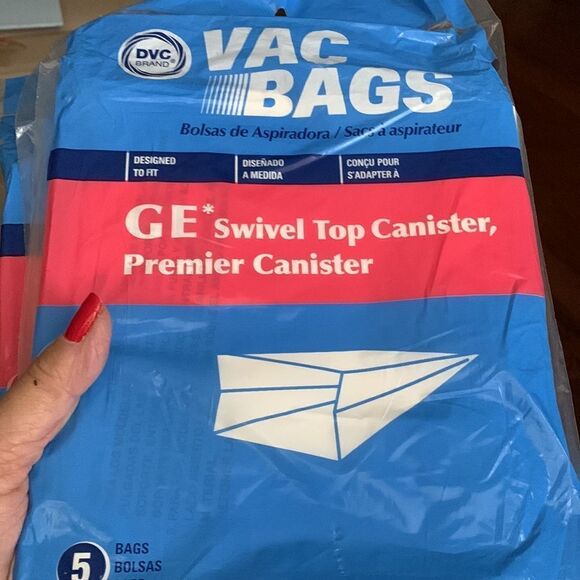 DVC
BRAND
VAC
BAGS
Bolsas de Aspiradora / Sacs à aspirateur
DESIGNED
TO FIT
DISEÑADO
A MEDIDA
CONÇU POUR
S'ADAPTER À
GE* Swivel Top Canister,
Premier Canister
5
BAGS
BOLSAS